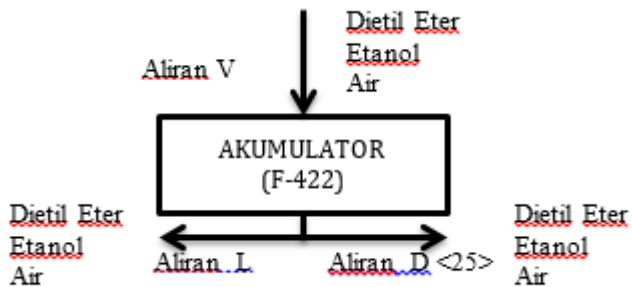 Dietil Eter
Etanol
Air
Aliran V
AKUMULATOR
(F-422)
Dietil Eter
Etanol
Air
Aliran L
Aliran D <25>
Dietil Eter
Etanol
Air